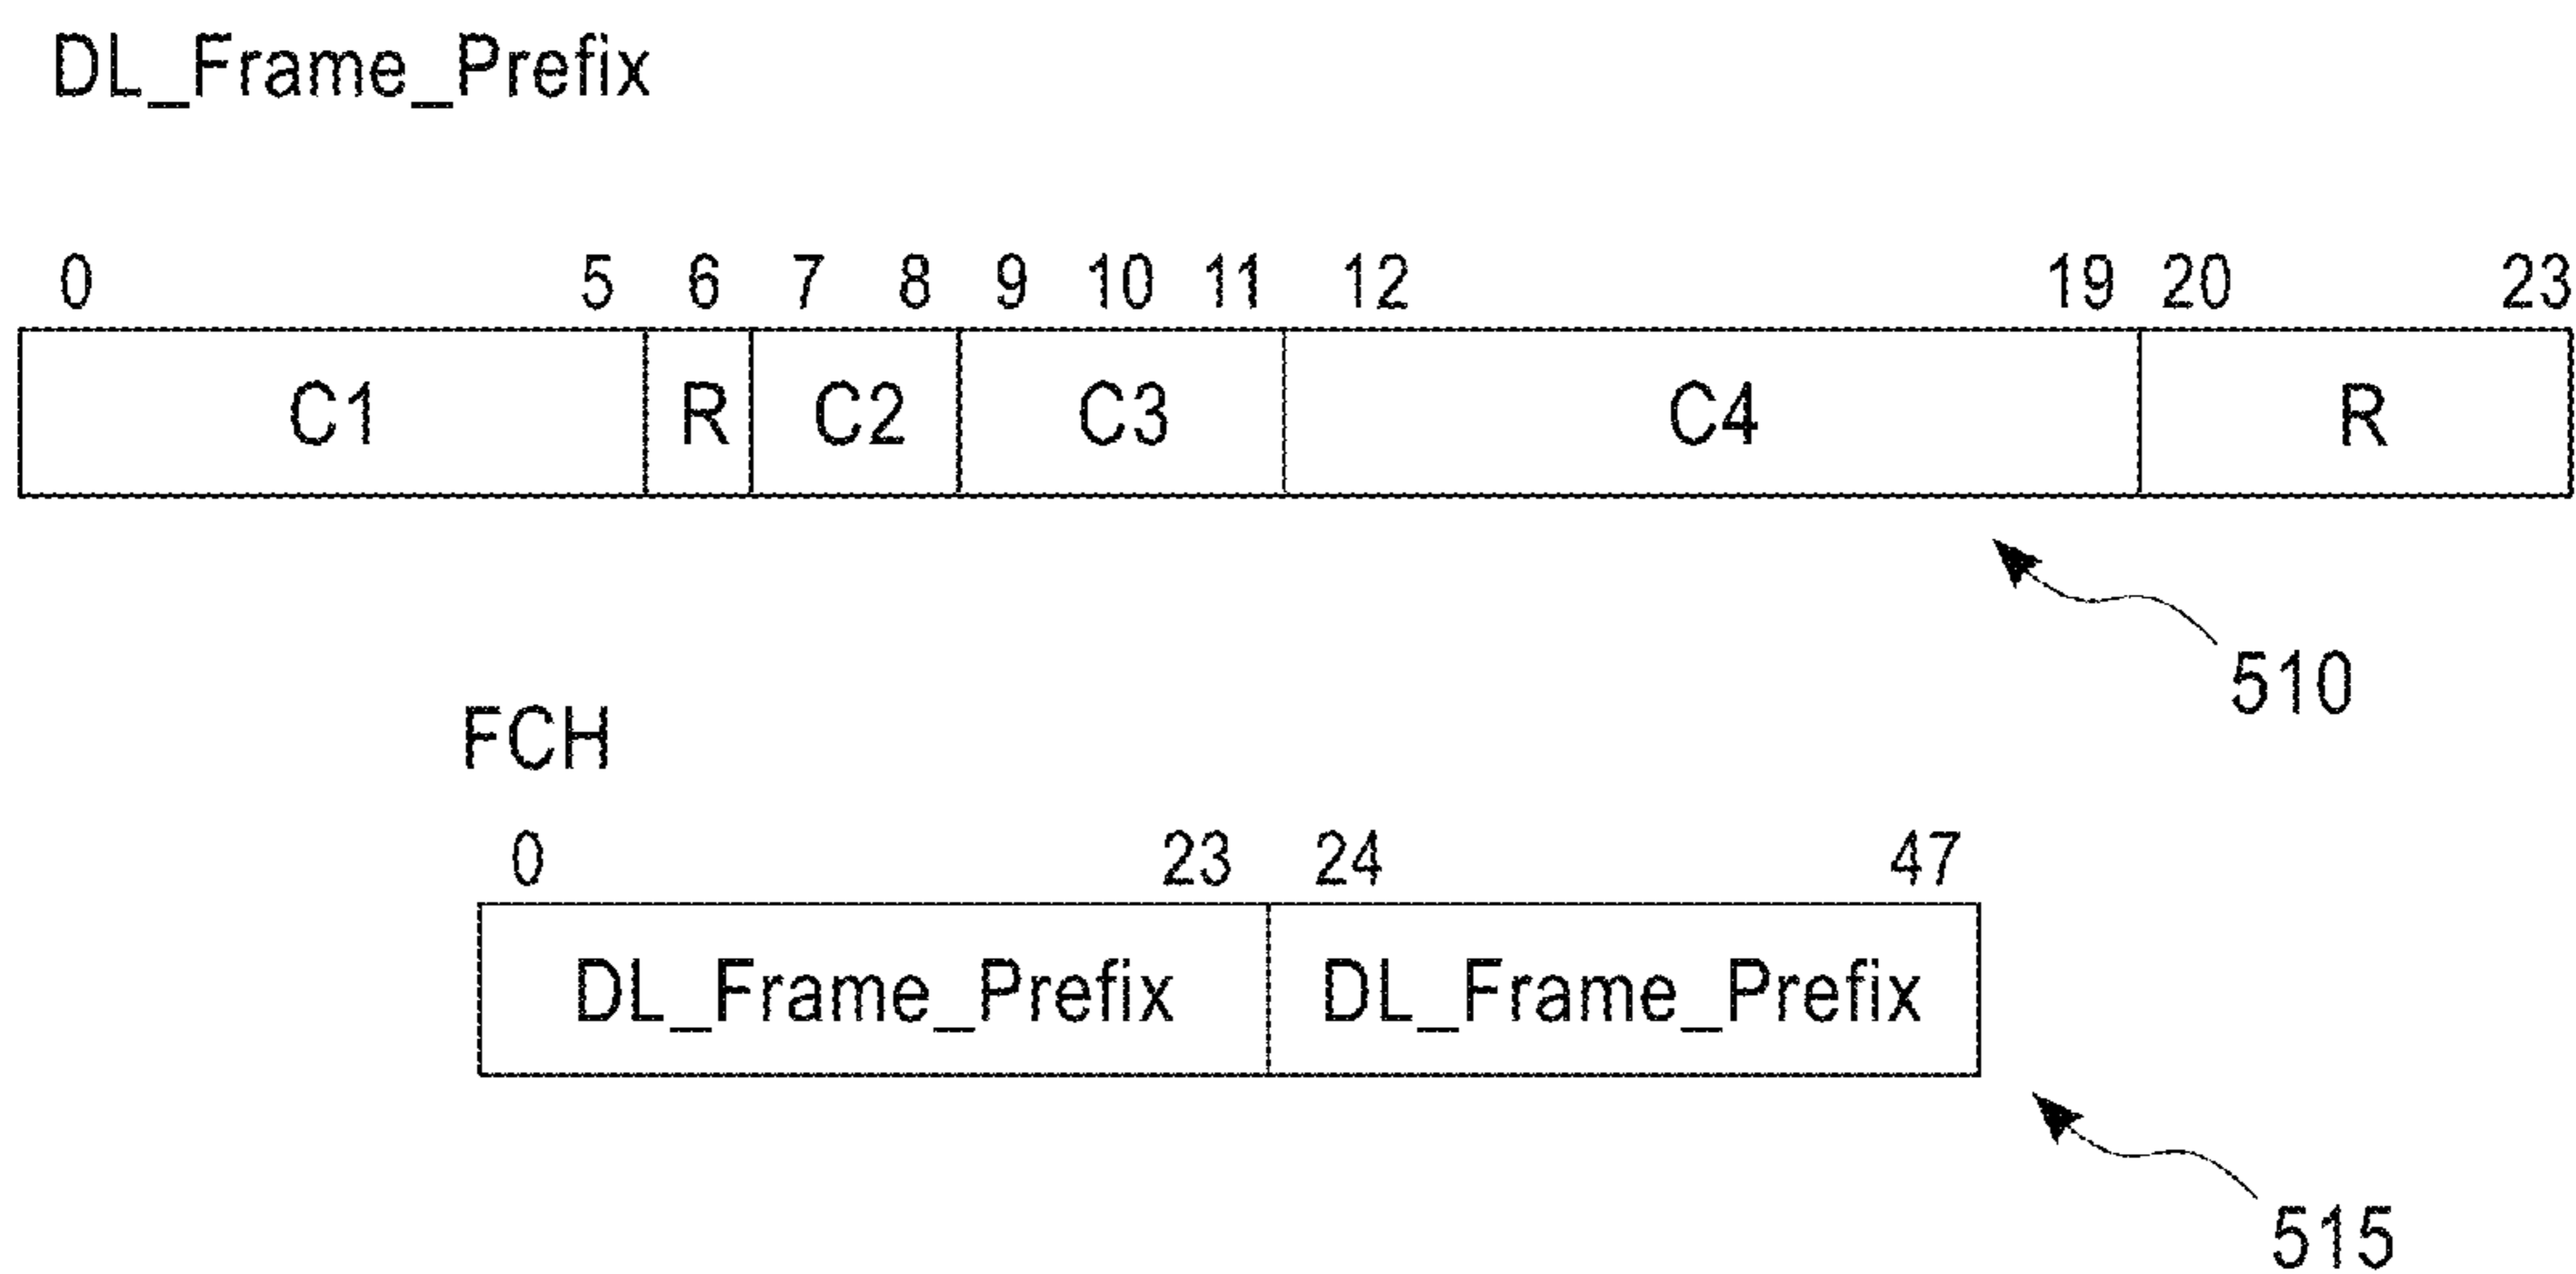 DL_Frame_Prefix
0 5 6 7 8 9 10 11 12 19 20 23
C1 R C2 C3 C4 R
510
FCH
0 23 24 47
DL_Frame_Prefix DL_Frame_Prefix
515